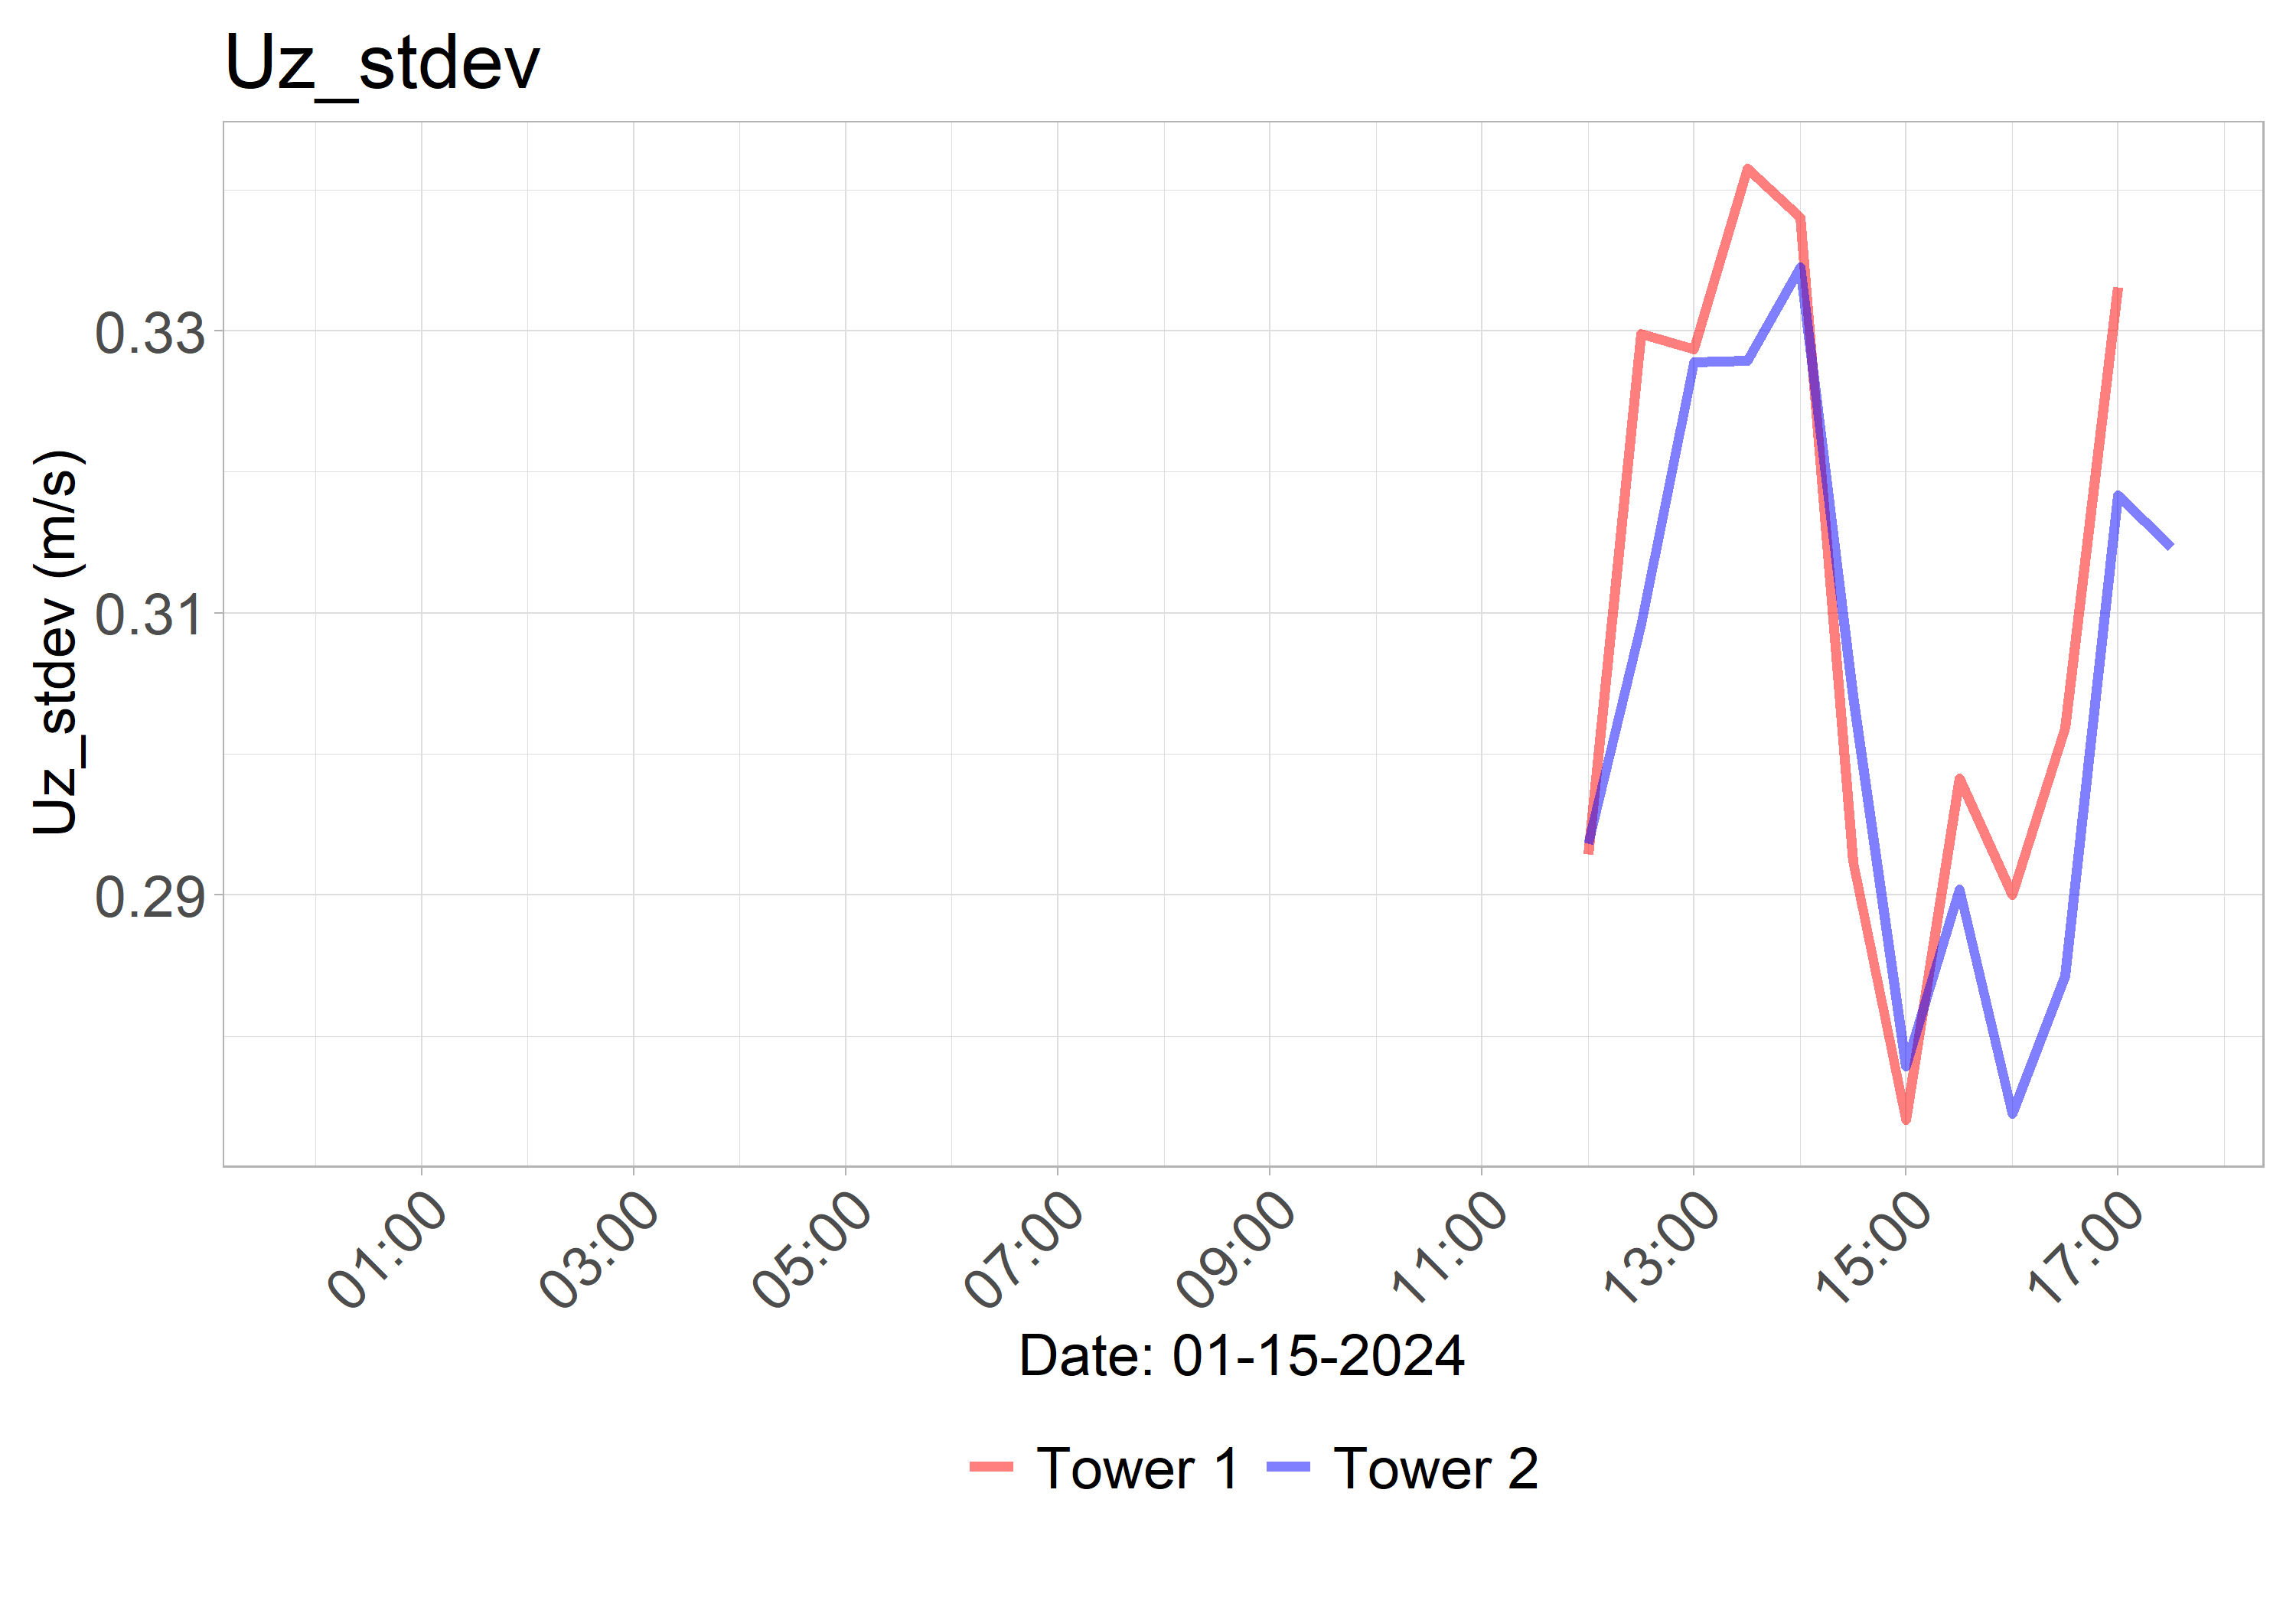 Uz_stdev
Uz_stdev (m/s)
0.33
0.31
0.29
01:00 03:00 05:00 07:00 09:00 11:00 13:00 15:00 17:00
Date: 01-15-2024
Tower 1 Tower 2